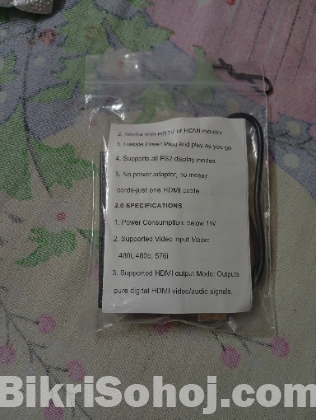 2. Works with HDTV or HDMI monitor
3. Hassle Free! Plug and play as you go
4. Supports all PS2 display modes
5. No power adaptor, no messy
cords-just one HDMI cable
2.0 SPECIFICATIONS
1. Power Consumption: below 1W
2. Supported Video input Mode:
480i, 480p, 576i
3. Supported HDMI output Mode: Outputs
pure digital HDMI video/audio signals.
BikriSohoj.com